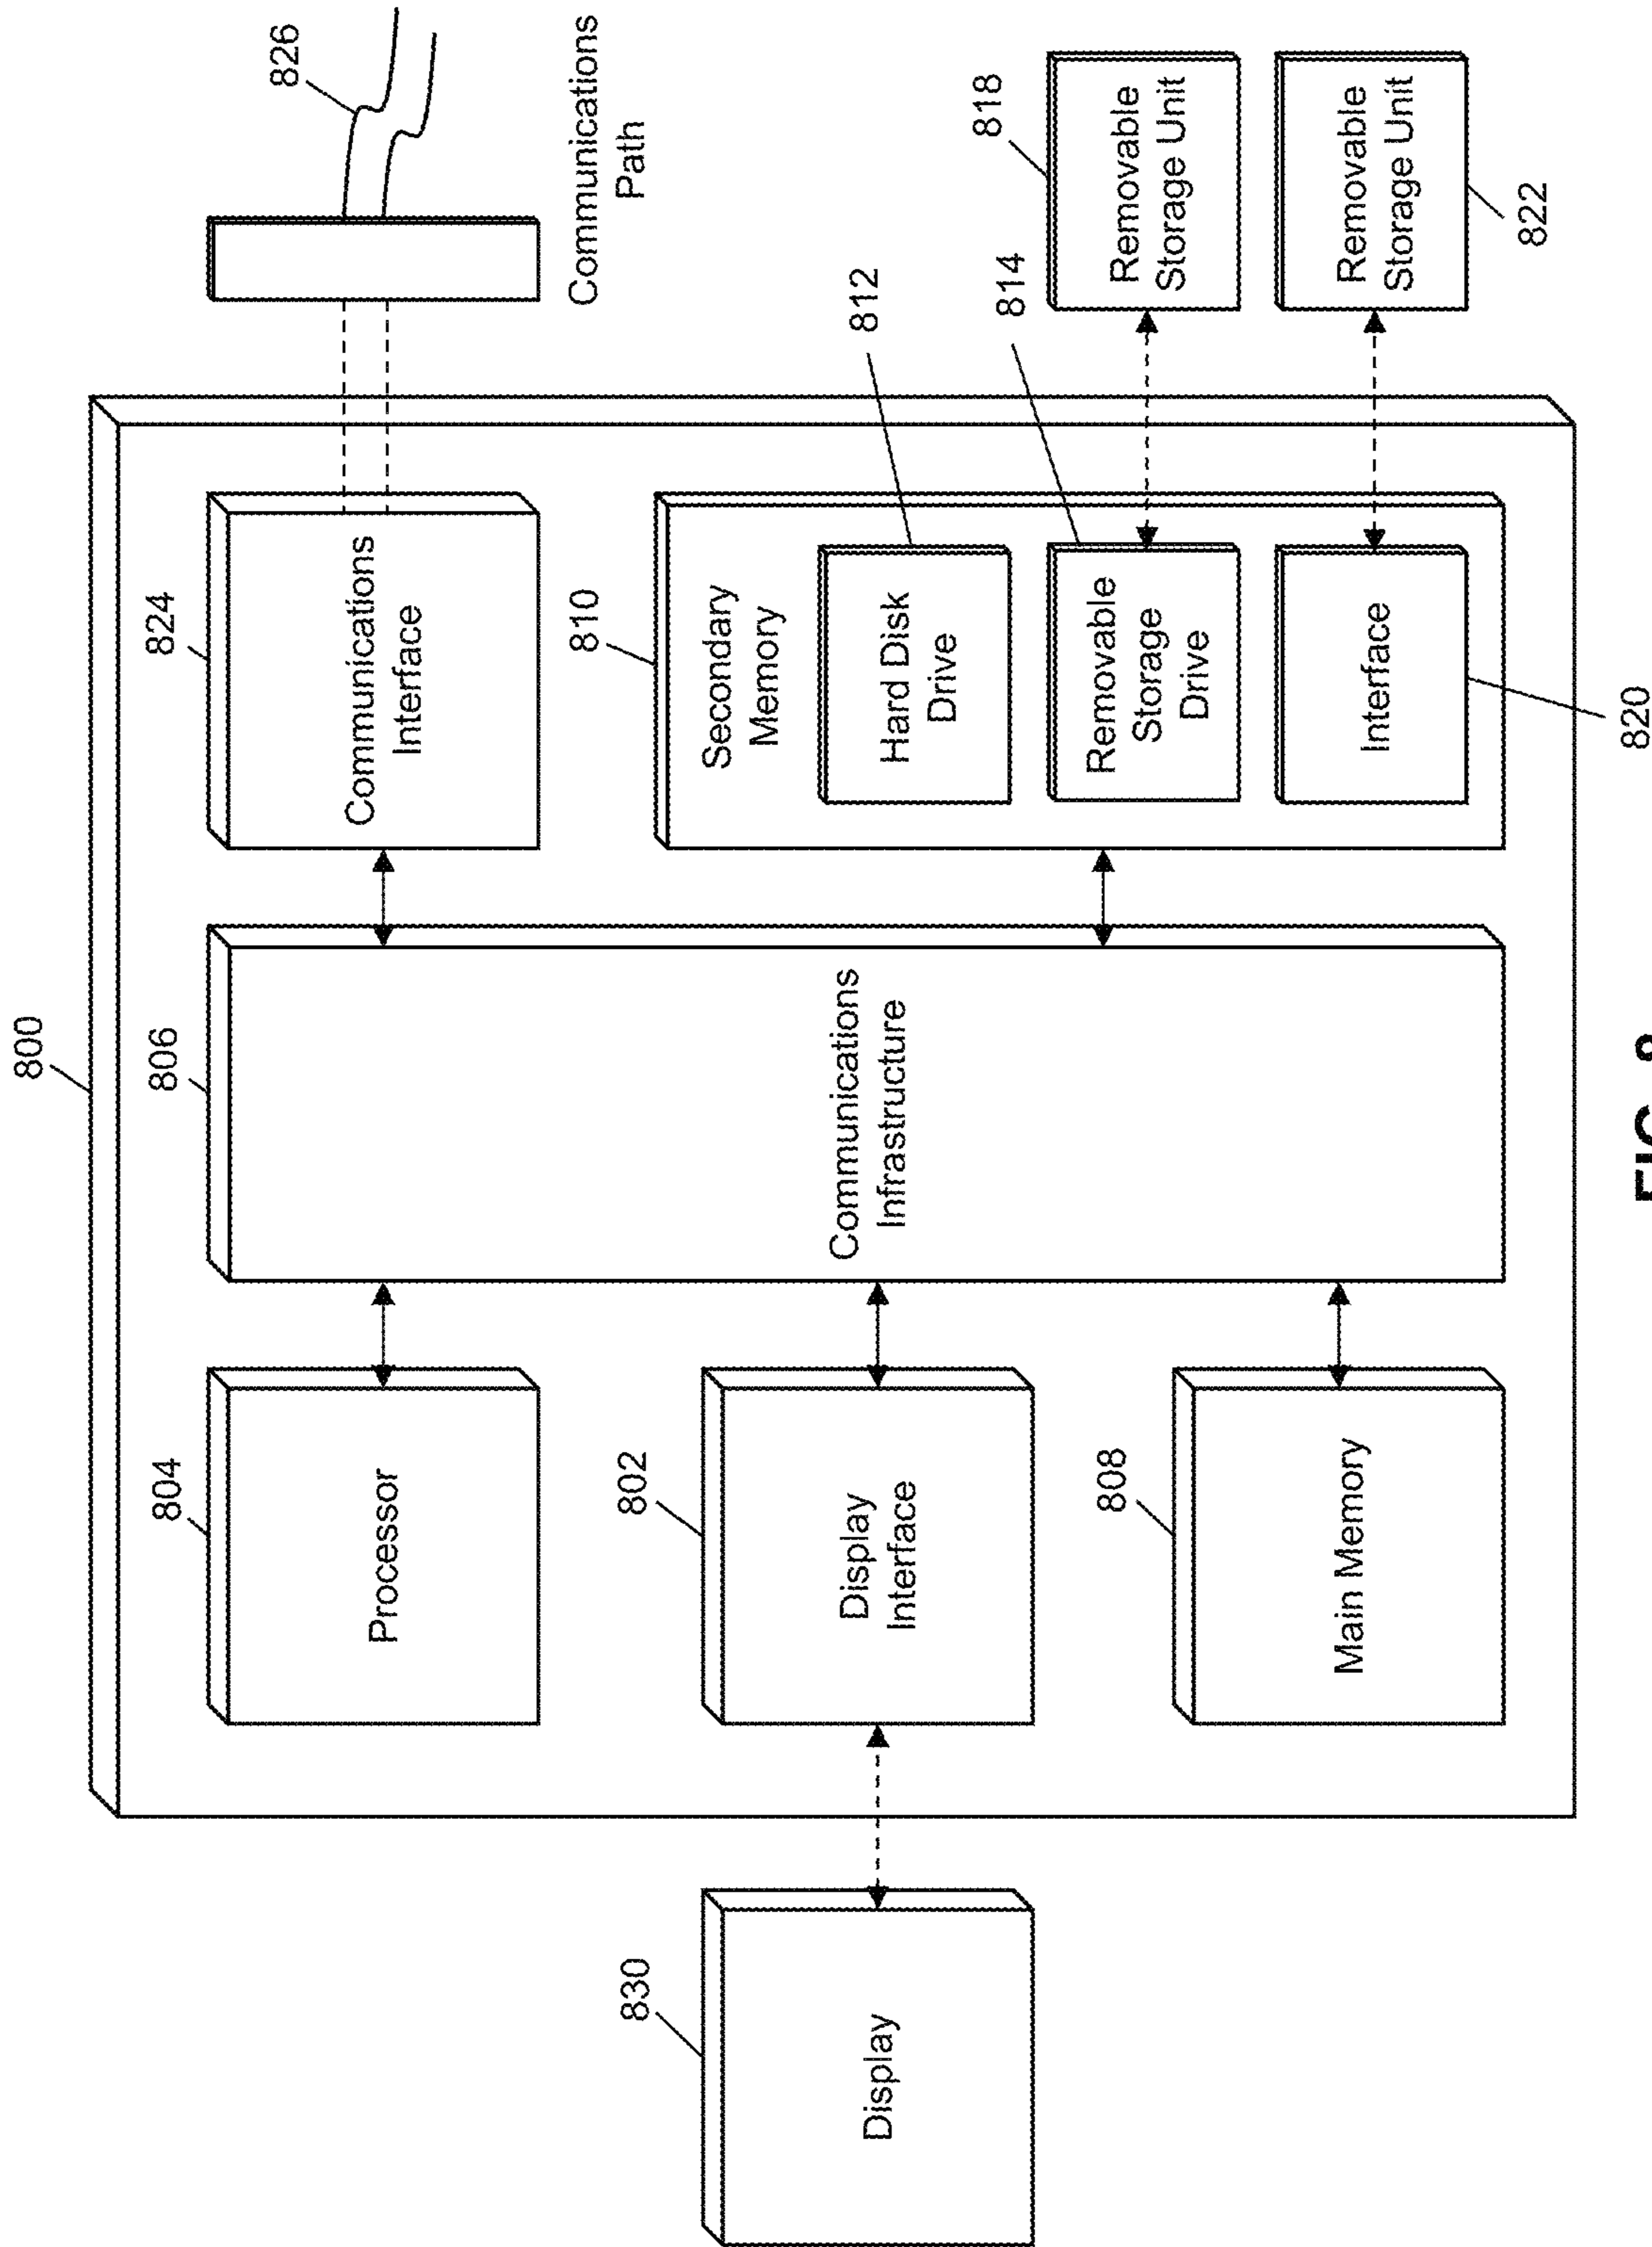 800
804
Processor
806
Communications
Infrastructure
824
Communications
Interface
826
Communications
Path
830
Display
802
Display
Interface
808
Main Memory
810
Secondary
Memory
812
Hard Disk
Drive
814
Removable
Storage
Drive
818
Removable
Storage Unit
Interface
820
Removable
Storage Unit
822
FIG. 8